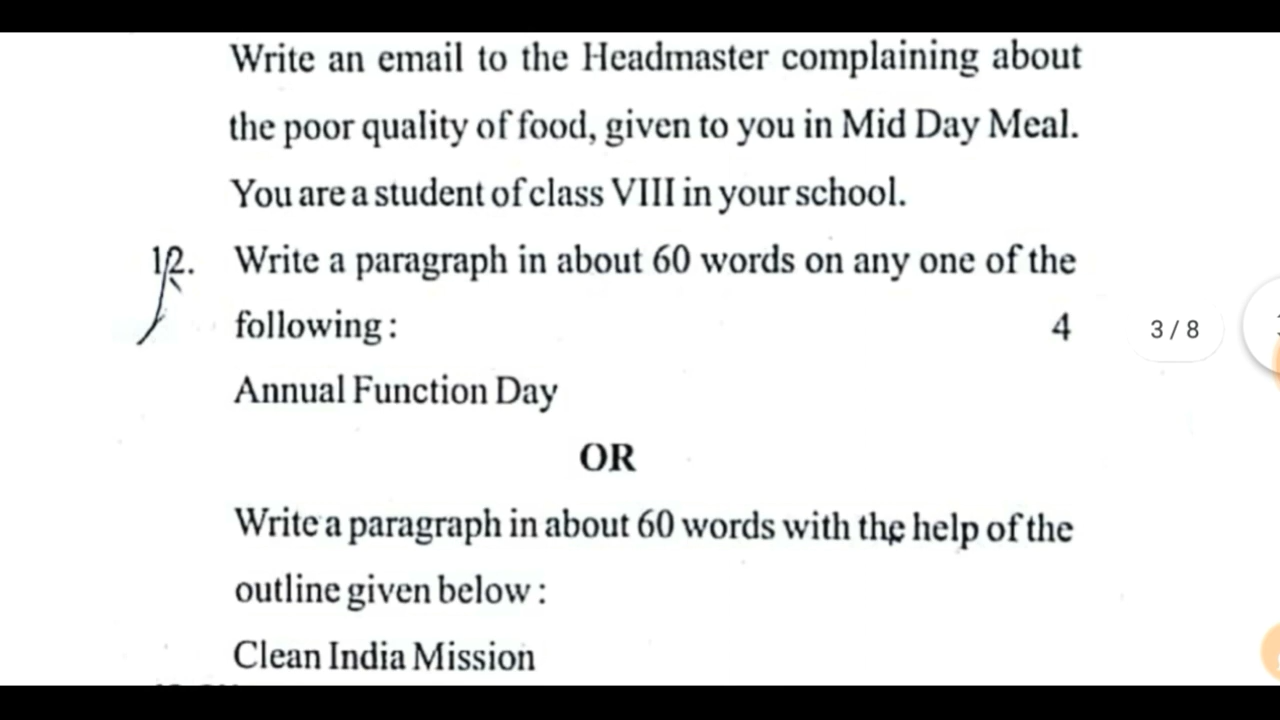 Write an email to the Headmaster complaining about
the poor quality of food, given to you in Mid Day Meal.
You are a student of class VIII in your school.
12. Write a paragraph in about 60 words on any one of the
following : 4
3 / 8
Annual Function Day
OR
Write a paragraph in about 60 words with the help of the
outline given below :
Clean India Mission